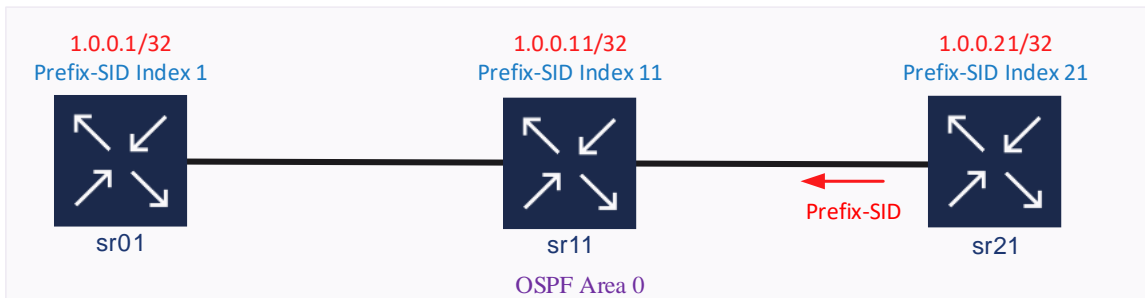 1.0.0.1/32
Prefix-SID Index 1
1.0.0.11/32
Prefix-SID Index 11
1.0.0.21/32
Prefix-SID Index 21
Prefix-SID
sr01
sr11
sr21
OSPF Area 0